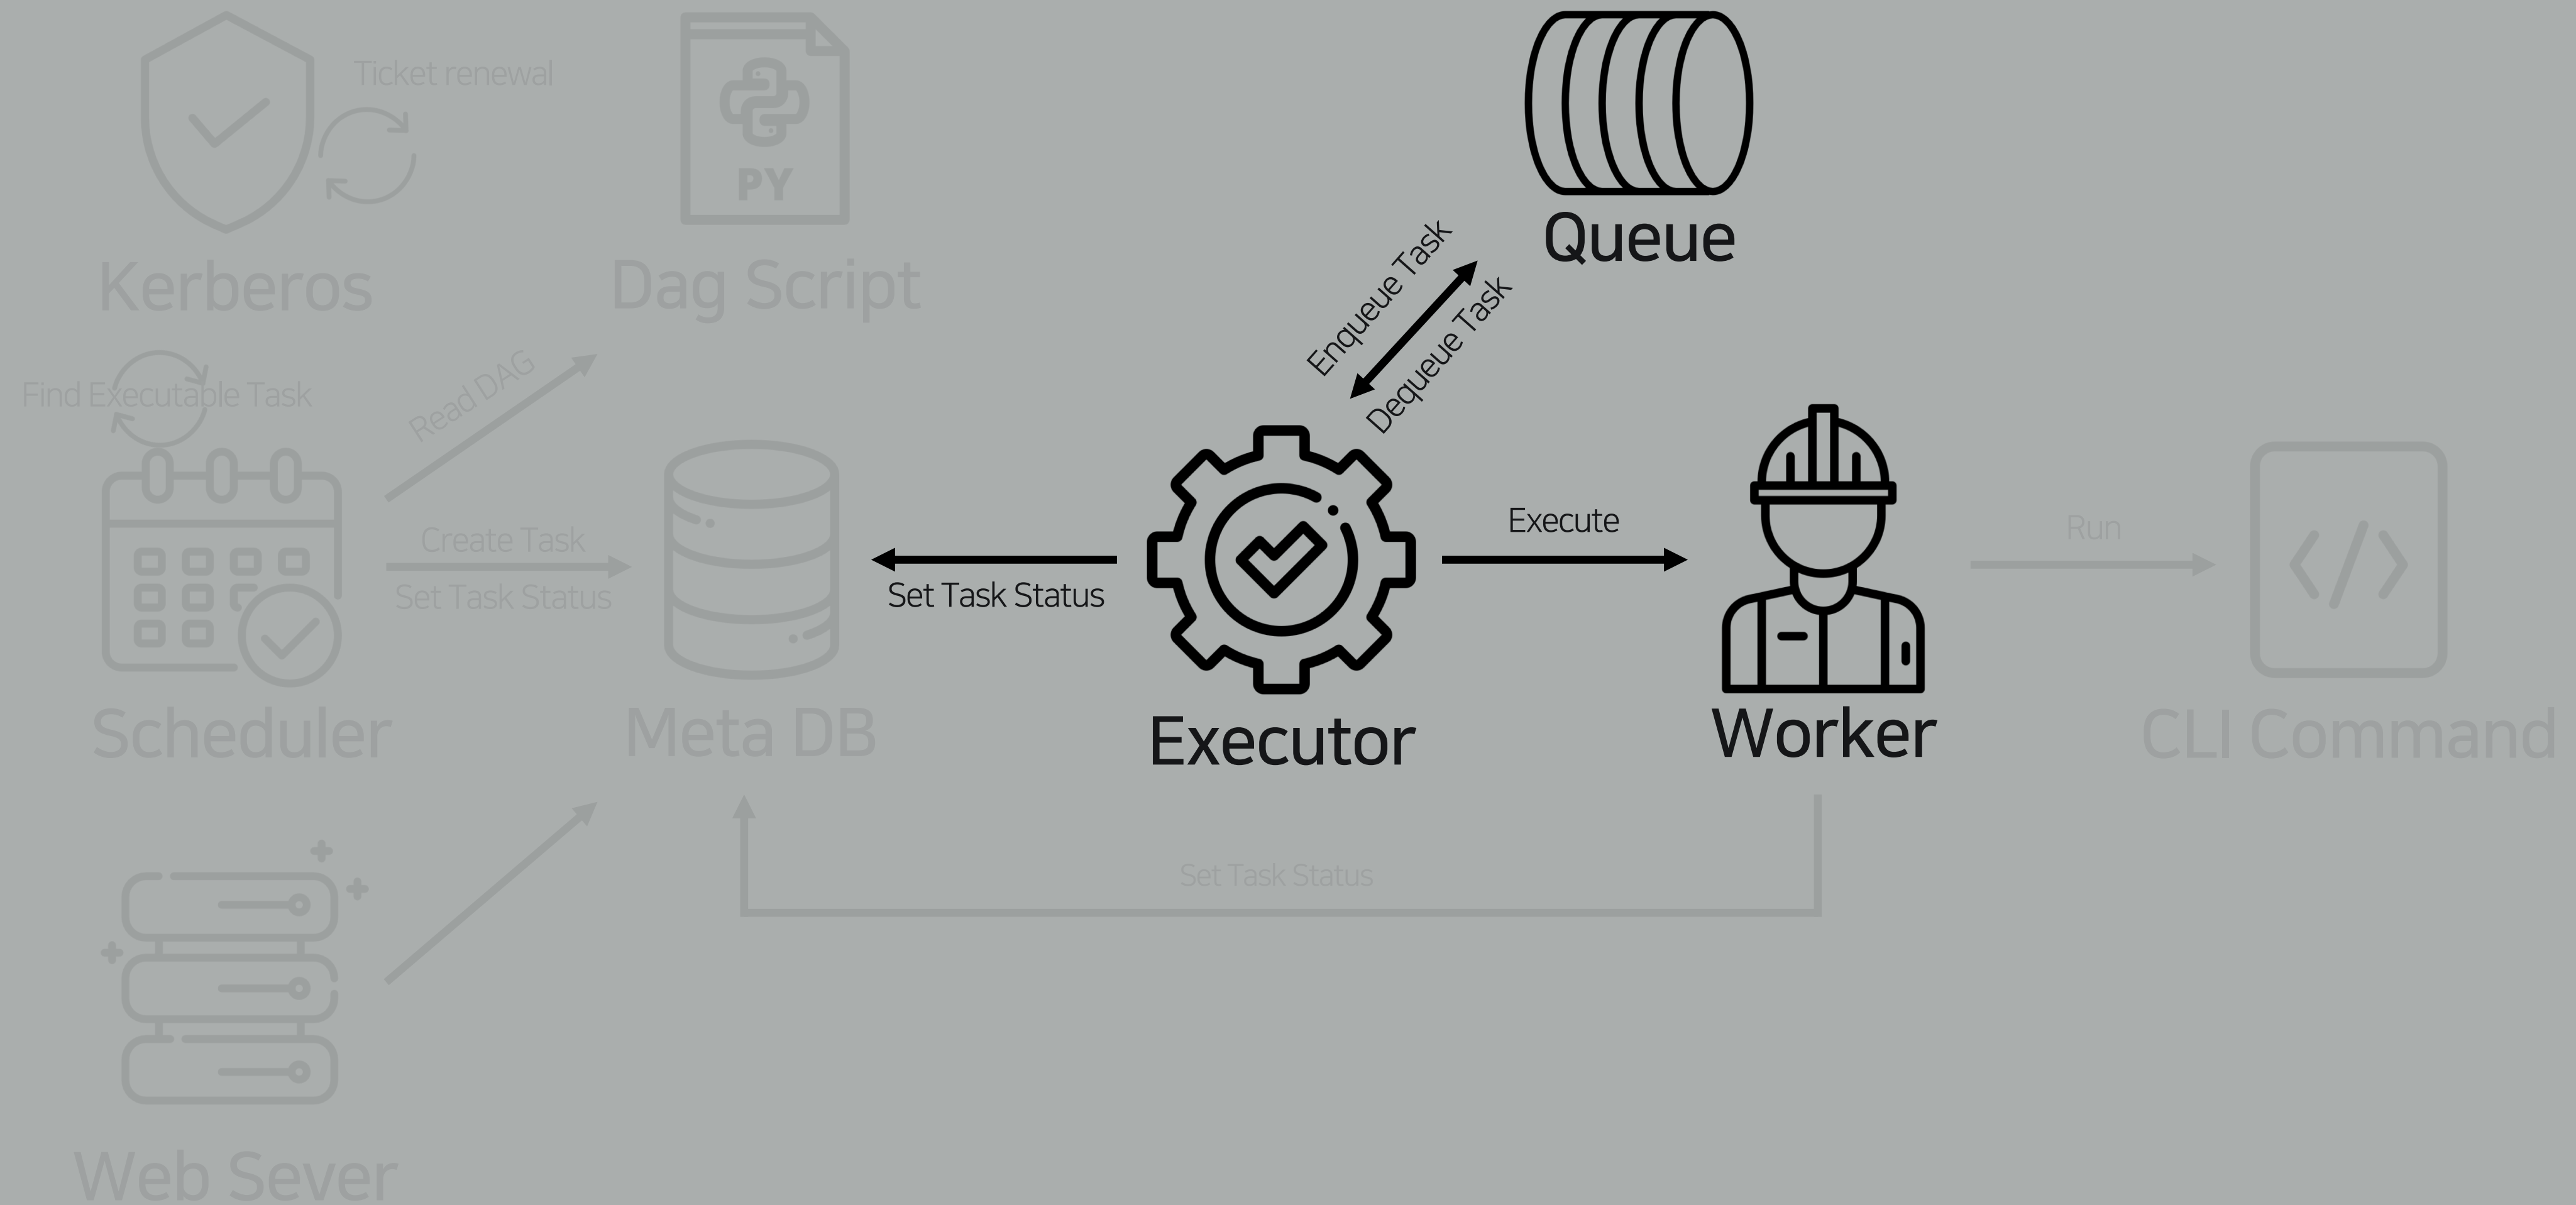 Ticket renewal
PY
Queue
Kerberos
Dag Script
Enqueue Task
Dequeue Task
Find Executable Task
Read DAG
Create Task
Set Task Status
Set Task Status
Execute
Run
Scheduler
Meta DB
Executor
Worker
CLI Command
Set Task Status
Web Sever